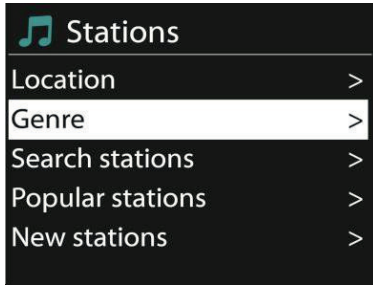 Stations
Location >
Genre >
Search stations >
Popular stations >
New stations >